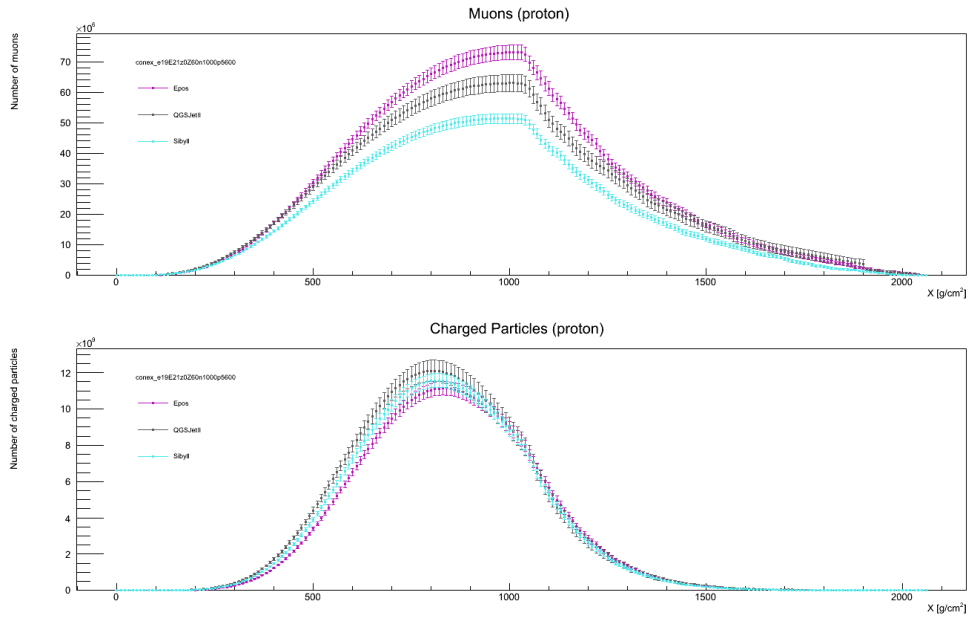 Muons (proton)
×10⁶
Number of muons
conex_e19E21z0Z60n1000p5600
Epos
QGSJetII
Sibyll
70
60
50
40
30
20
10
0
0 500 1000 1500 2000
X [g/cm²]
Charged Particles (proton)
×10⁹
Number of charged particles
conex_e19E21z0Z60n1000p5600
Epos
QGSJetII
Sibyll
12
10
8
6
4
2
0
0 500 1000 1500 2000
X [g/cm²]